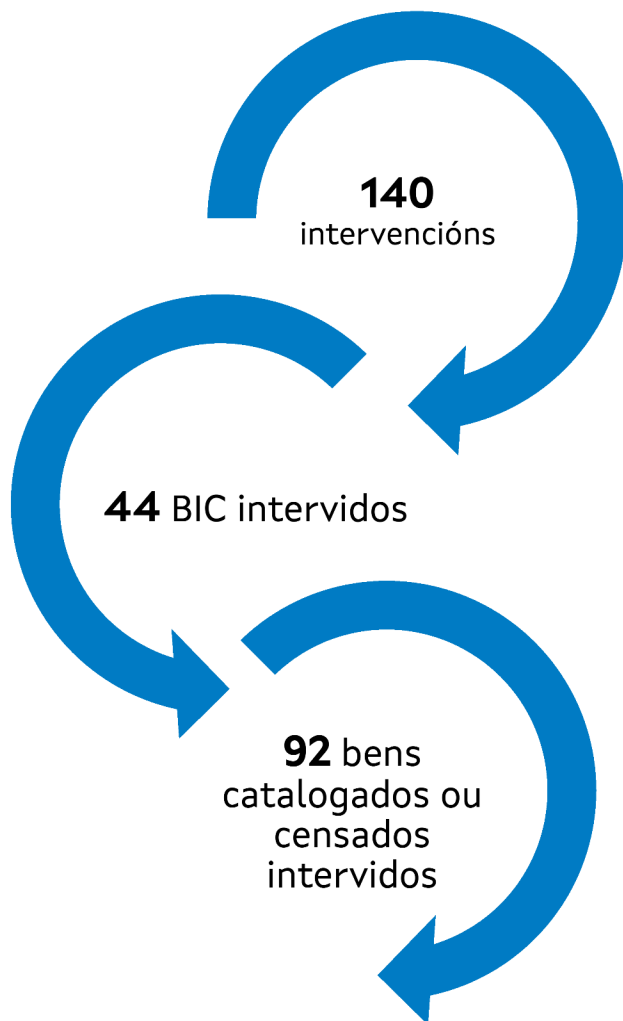 140
intervencións
44 BIC intervidos
92 bens
catalogados ou
censados
intervidos